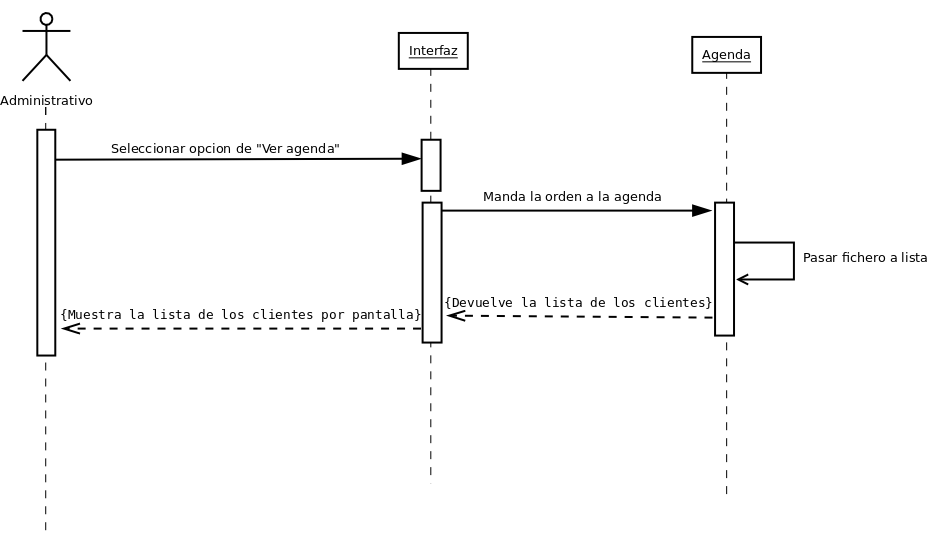 Interfaz
Agenda
Administrativo
Seleccionar opcion de "Ver agenda"
Manda la orden a la agenda
Pasar fichero a lista
{Devuelve la lista de los clientes}
{Muestra la lista de los clientes por pantalla}